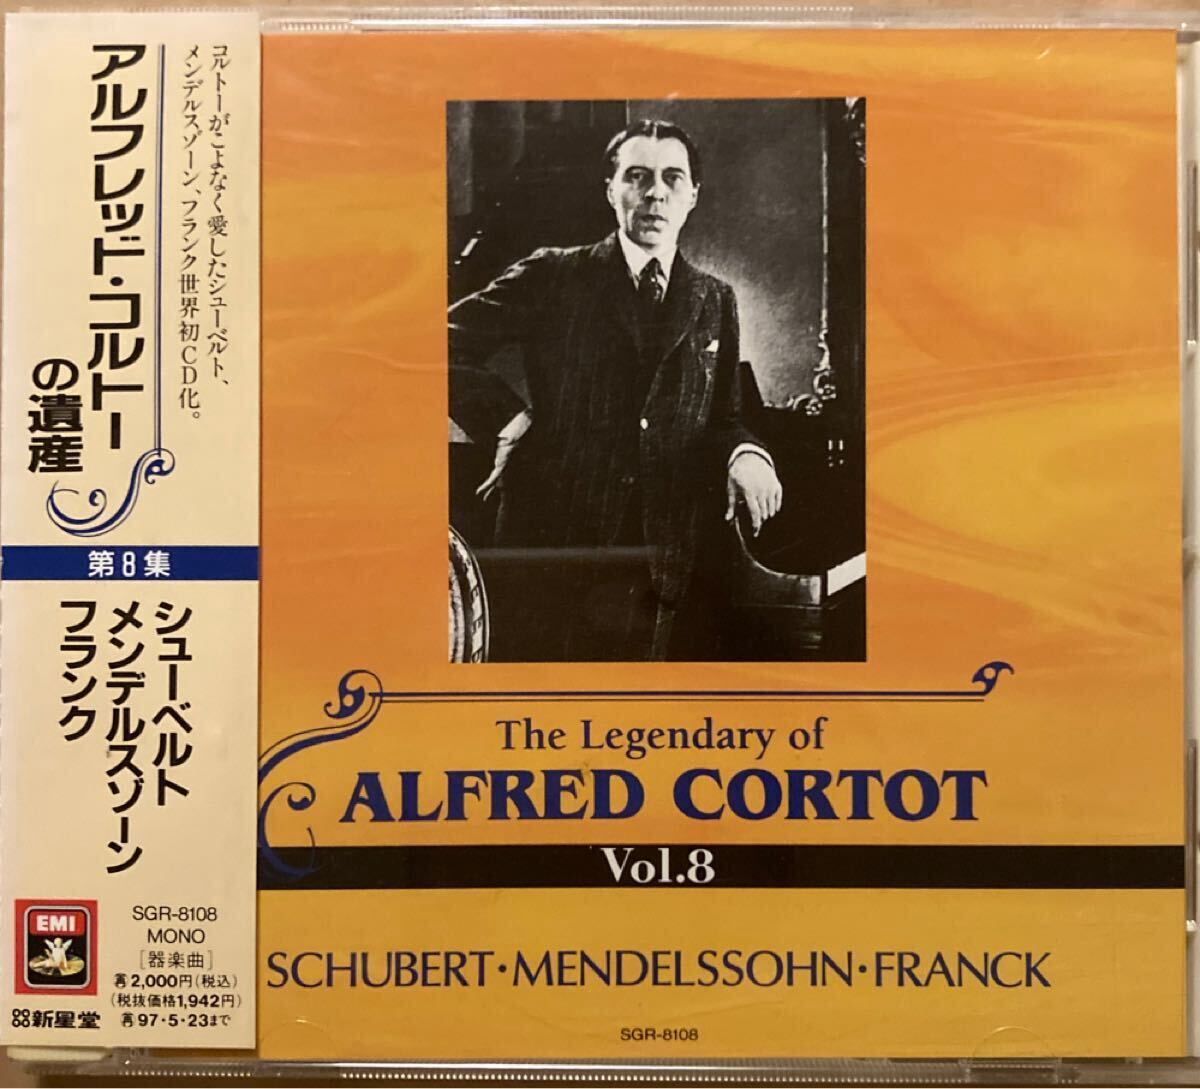 コルトーがこよなく愛したシューベルト、
メンデルスゾーン、フランク世界初CD化。
アルフレッド・コルトー
の遺産
第8集
シューベルト
メンデルスゾーン
フランク
EMI
SGR-8108
MONO
[器楽曲]
2,000円(税込)
(税抜価格1,942円)
97・5・23まで
新星堂
The Legendary of
ALFRED CORTOT
Vol.8
SCHUBERT・MENDELSSOHN・FRANCK
SGR-8108